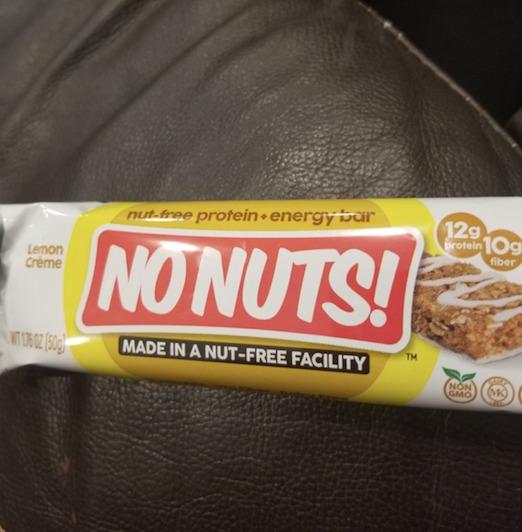 nut-free protein + energy bar
12g
protein
10g
fiber
Lemon
Crème
NO NUTS!
WT 1.76 OZ (50g)
MADE IN A NUT-FREE FACILITY
TM
NON
GMO
MK